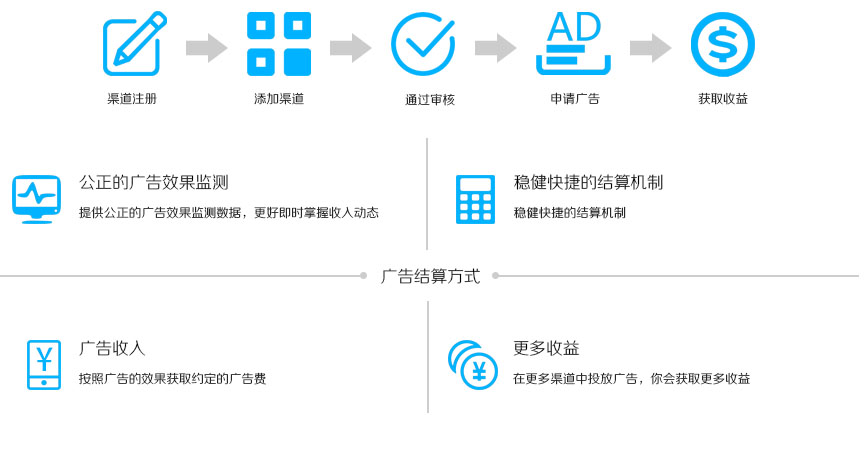 AD
渠道注册
添加渠道
通过审核
申请广告
获取收益
公正的广告效果监测
提供公正的广告效果监测数据，更好即时掌握收入动态
稳健快捷的结算机制
稳健快捷的结算机制
广告结算方式
广告收入
按照广告的效果获取约定的广告费
更多收益
在更多渠道中投放广告，你会获取更多收益